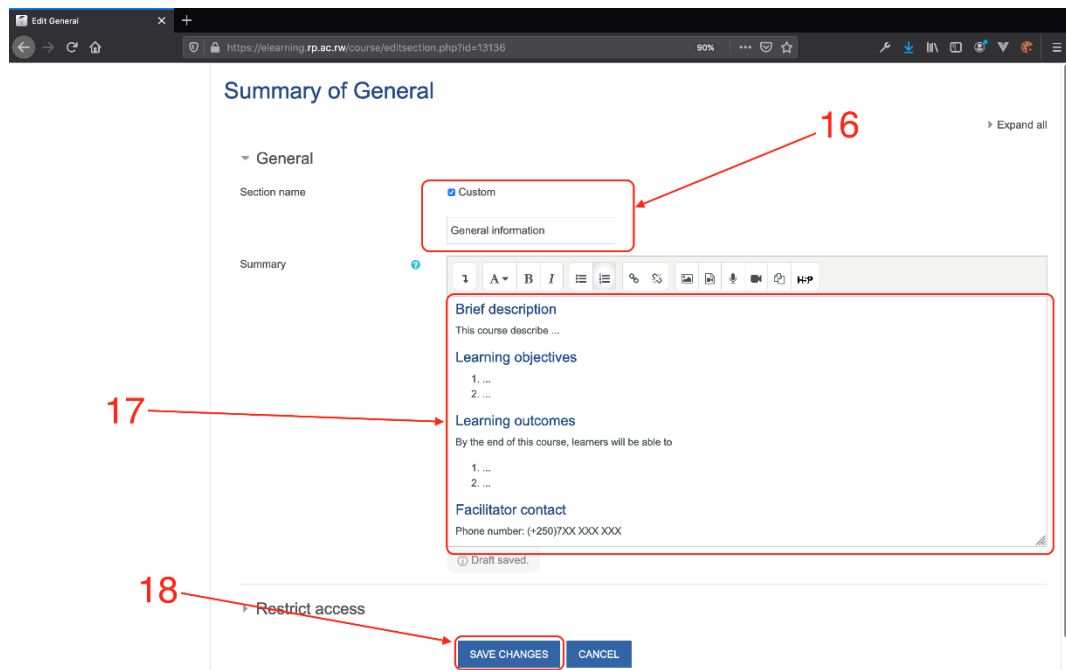 Edit General
https://elearning.rp.ac.rw/course/editsection.php?id=13136
90%
Summary of General
16
Expand all
General
Section name
Custom
General information
Summary
A B I
H-P
Brief description
This course describe ...
Learning objectives
1. ...
2. ...
17
Learning outcomes
By the end of this course, learners will be able to
1. ...
2. ...
Facilitator contact
Phone number: (+250)7XX XXX XXX
Draft saved.
18
Restrict access
SAVE CHANGES CANCEL